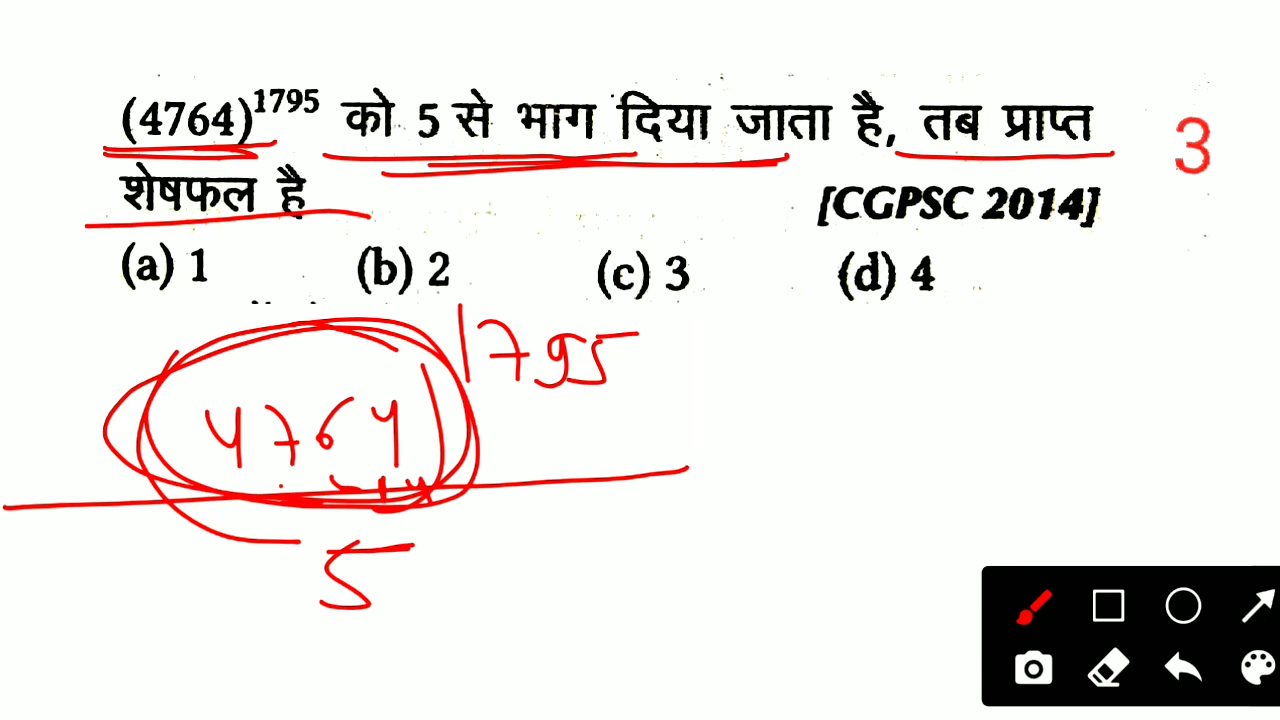 (4764)^1795 को 5 से भाग दिया जाता है, तब प्राप्त
3
शेषफल है
[CGPSC 2014]
(a) 1 (b) 2 (c) 3 (d) 4
1795
4764
5